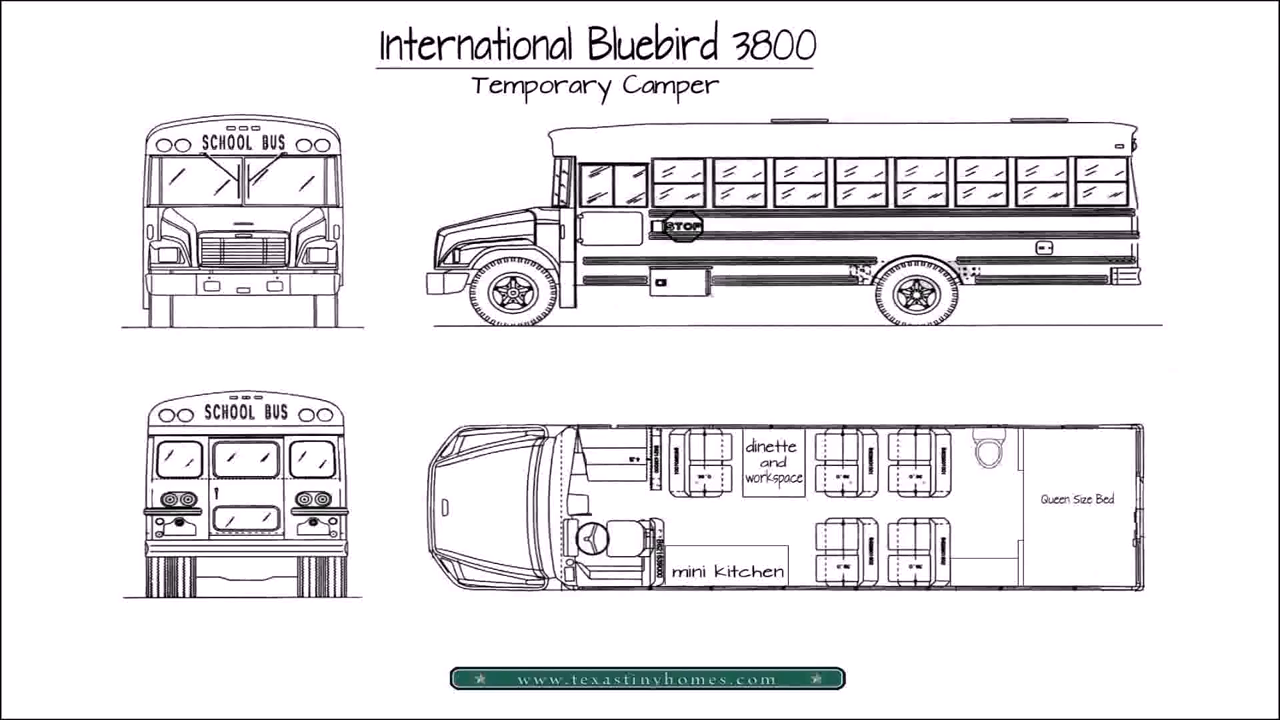 International Bluebird 3800
Temporary Camper
SCHOOL BUS
STOP
SCHOOL BUS
dinette
and
workspace
Queen Size Bed
mini kitchen
www.texastinyhomes.com